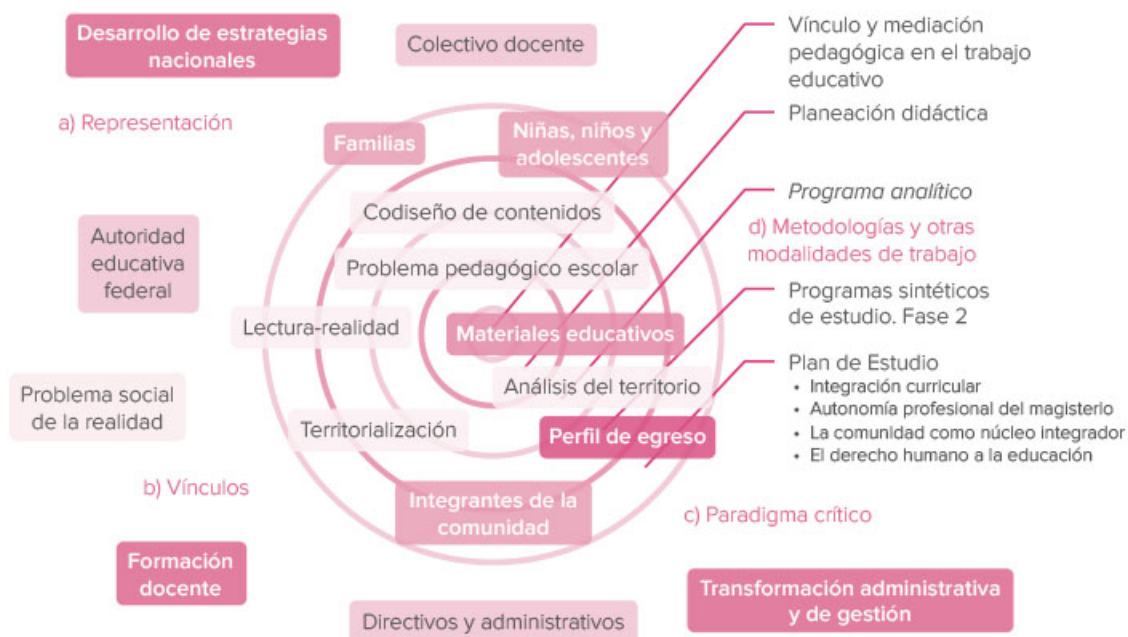 Desarrollo de estrategias
nacionales
Colectivo docente
Vínculo y mediación
pedagógica en el trabajo
educativo
a) Representación
Familias
Niñas, niños y
adolescentes
Planeación didáctica
Codiseño de contenidos
Programa analítico
Autoridad
educativa
federal
Problema pedagógico escolar
d) Metodologías y otras
modalidades de trabajo
Lectura-realidad
Materiales educativos
Programas sintéticos
de estudio. Fase 2
Problema social
de la realidad
Análisis del territorio
Plan de Estudio
• Integración curricular
• Autonomía profesional del magisterio
• La comunidad como núcleo integrador
• El derecho humano a la educación
Territorialización
Perfil de egreso
b) Vínculos
Integrantes de la
comunidad
c) Paradigma crítico
Formación
docente
Directivos y administrativos
Transformación administrativa
y de gestión